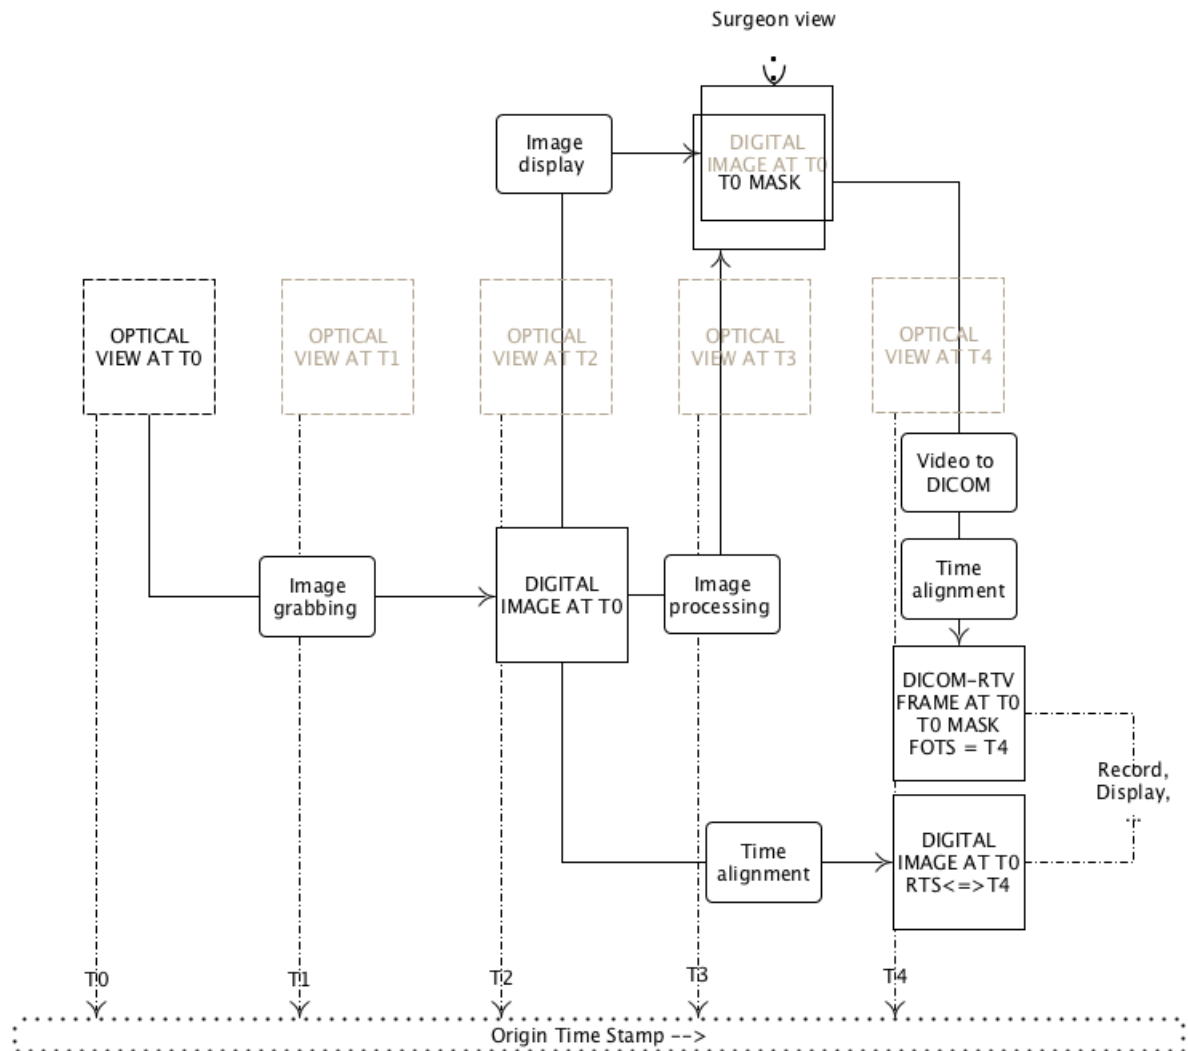 Surgeon view
Image
display
DIGITAL
IMAGE AT T0
T0 MASK
OPTICAL
VIEW AT T0
OPTICAL
VIEW AT T1
OPTICAL
VIEW AT T2
OPTICAL
VIEW AT T3
OPTICAL
VIEW AT T4
Video to
DICOM
Image
grabbing
DIGITAL
IMAGE AT T0
Image
processing
Time
alignment
DICOM-RTV
FRAME AT T0
T0 MASK
FOTS = T4
Record,
Display,
...
Time
alignment
DIGITAL
IMAGE AT T0
RTS<=>T4
T0
T1
T2
T3
T4
Origin Time Stamp -->